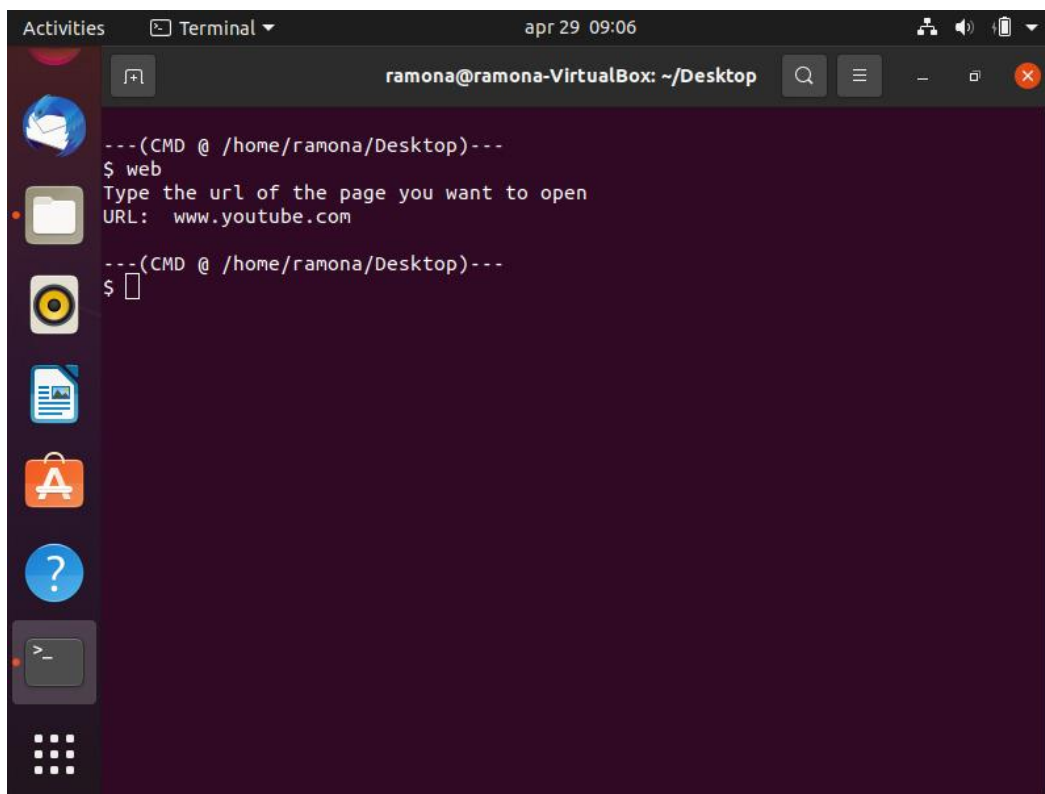 Activities Terminal apr 29 09:06
ramona@ramona-VirtualBox: ~/Desktop
---(CMD @ /home/ramona/Desktop)---
$ web
Type the url of the page you want to open
URL:  www.youtube.com
---(CMD @ /home/ramona/Desktop)---
$